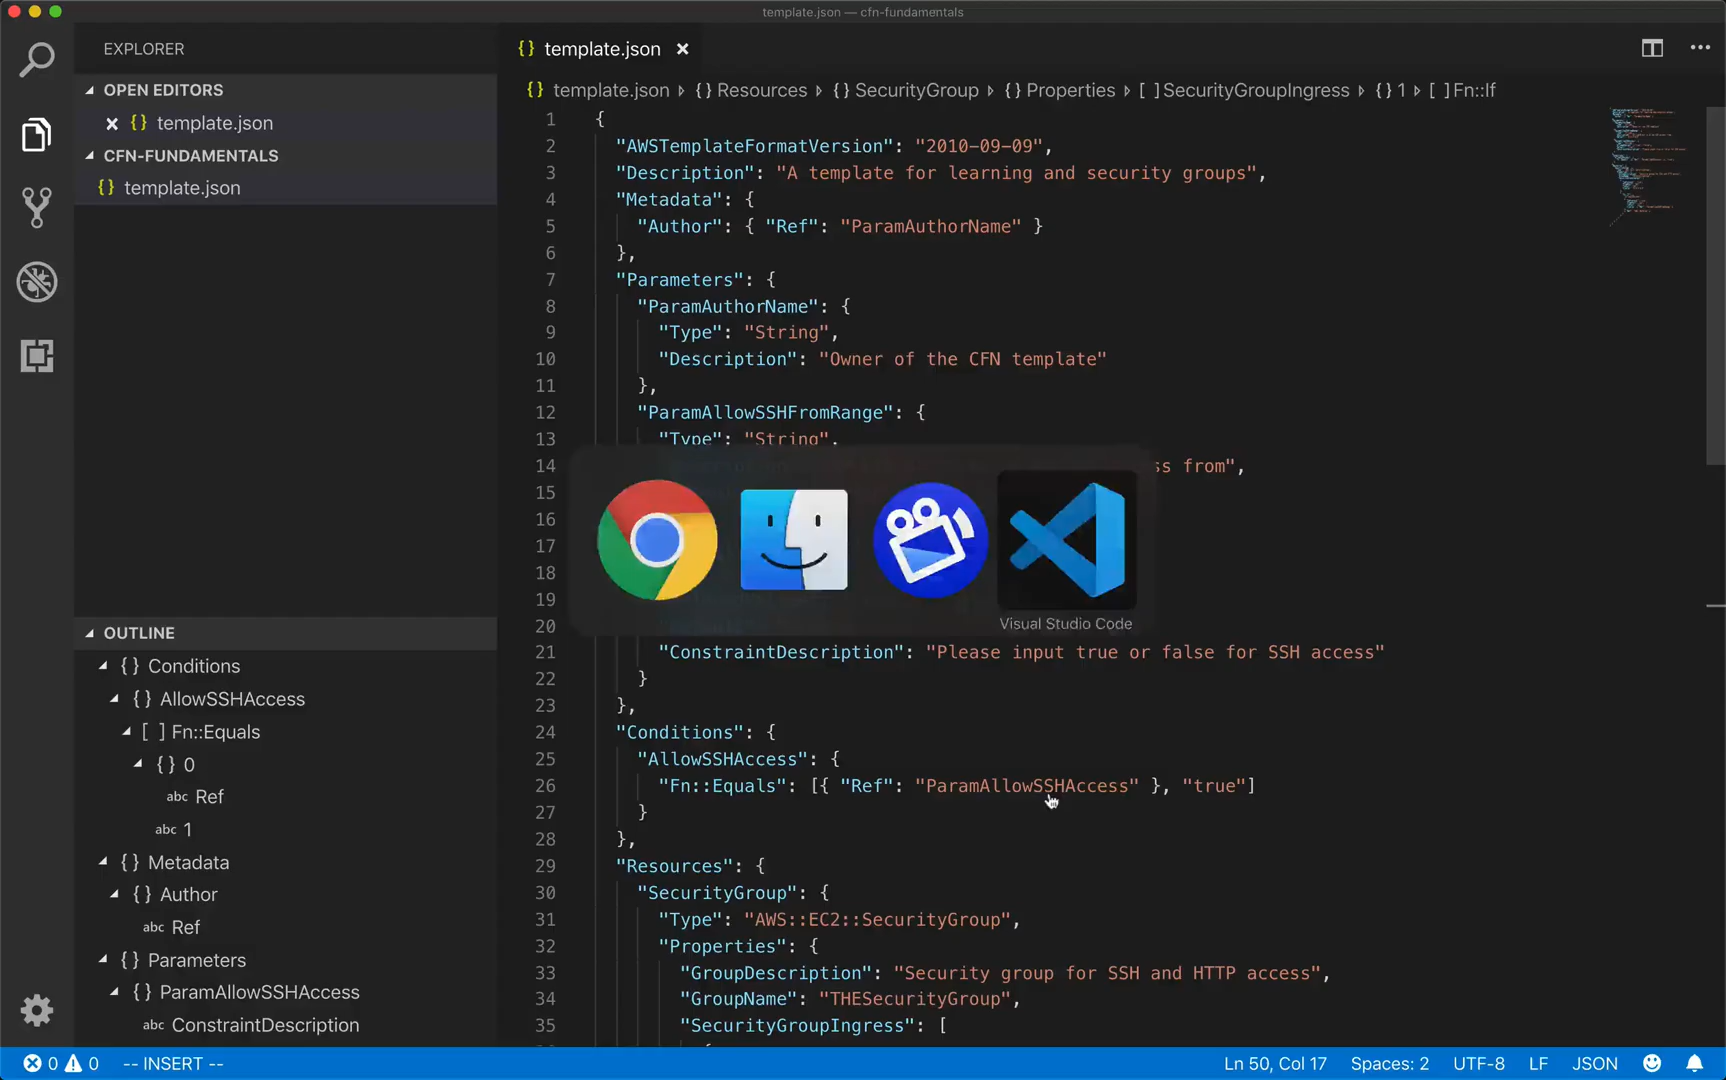 template.json — cfn-fundamentals
EXPLORER
OPEN EDITORS
template.json
CFN-FUNDAMENTALS
{} template.json
OUTLINE
{} Conditions
{} AllowSSHAccess
[ ] Fn::Equals
{} 0
abc Ref
abc 1
{} Metadata
{} Author
abc Ref
{} Parameters
{} ParamAllowSSHAccess
abc ConstraintDescription
{} template.json
{} template.json {} Resources {} SecurityGroup {} Properties [ ] SecurityGroupIngress {} 1 [ ] Fn::If
1 {
2 "AWSTemplateFormatVersion": "2010-09-09",
3 "Description": "A template for learning and security groups",
4 "Metadata": {
5 "Author": { "Ref": "ParamAuthorName" }
6 },
7 "Parameters": {
8 "ParamAuthorName": {
9 "Type": "String",
10 "Description": "Owner of the CFN template"
11 },
12 "ParamAllowSSHFromRange": {
13 "Type": "String",
14 ss from",
15
16
17
18
19
20
21 "ConstraintDescription": "Please input true or false for SSH access"
22 }
23 },
24 "Conditions": {
25 "AllowSSHAccess": {
26 "Fn::Equals": [{ "Ref": "ParamAllowSSHAccess" }, "true"]
27 }
28 },
29 "Resources": {
30 "SecurityGroup": {
31 "Type": "AWS::EC2::SecurityGroup",
32 "Properties": {
33 "GroupDescription": "Security group for SSH and HTTP access",
34 "GroupName": "THESecurityGroup",
35 "SecurityGroupIngress": [
Visual Studio Code
0 0 -- INSERT --
Ln 50, Col 17 Spaces: 2 UTF-8 LF JSON